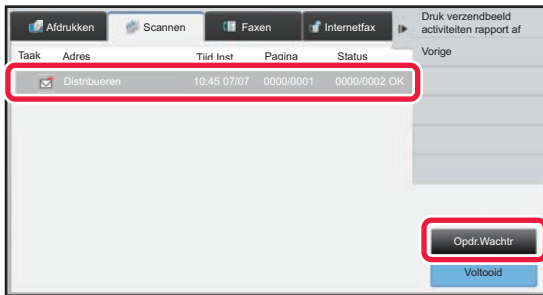 Afdrukken Scannen Faxen Internetfax
Druk verzendbeeld
activiteiten rapport af
Vorige
Taak Adres Tijd Inst. Pagina Status
Distribueren 10:45 07/07 0000/0001 0000/0002 OK
Opdr.Wachtr
Voltooid